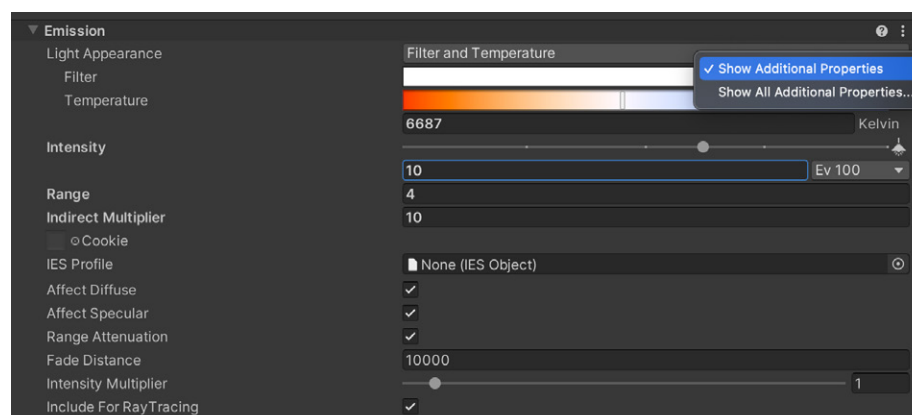 Emission
Light Appearance Filter and Temperature
✓ Show Additional Properties
Filter
Show All Additional Properties...
Temperature
6687 Kelvin
Intensity
10 Ev 100
Range 4
Indirect Multiplier 10
Cookie
IES Profile None (IES Object)
Affect Diffuse
Affect Specular
Range Attenuation
Fade Distance 10000
Intensity Multiplier 1
Include For RayTracing